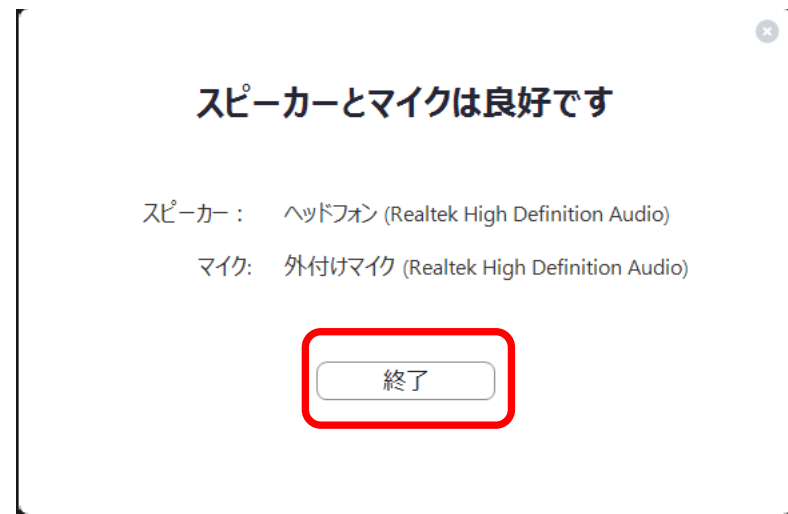 スピーカーとマイクは良好です
スピーカー： ヘッドフォン (Realtek High Definition Audio)
マイク: 外付けマイク (Realtek High Definition Audio)
終了